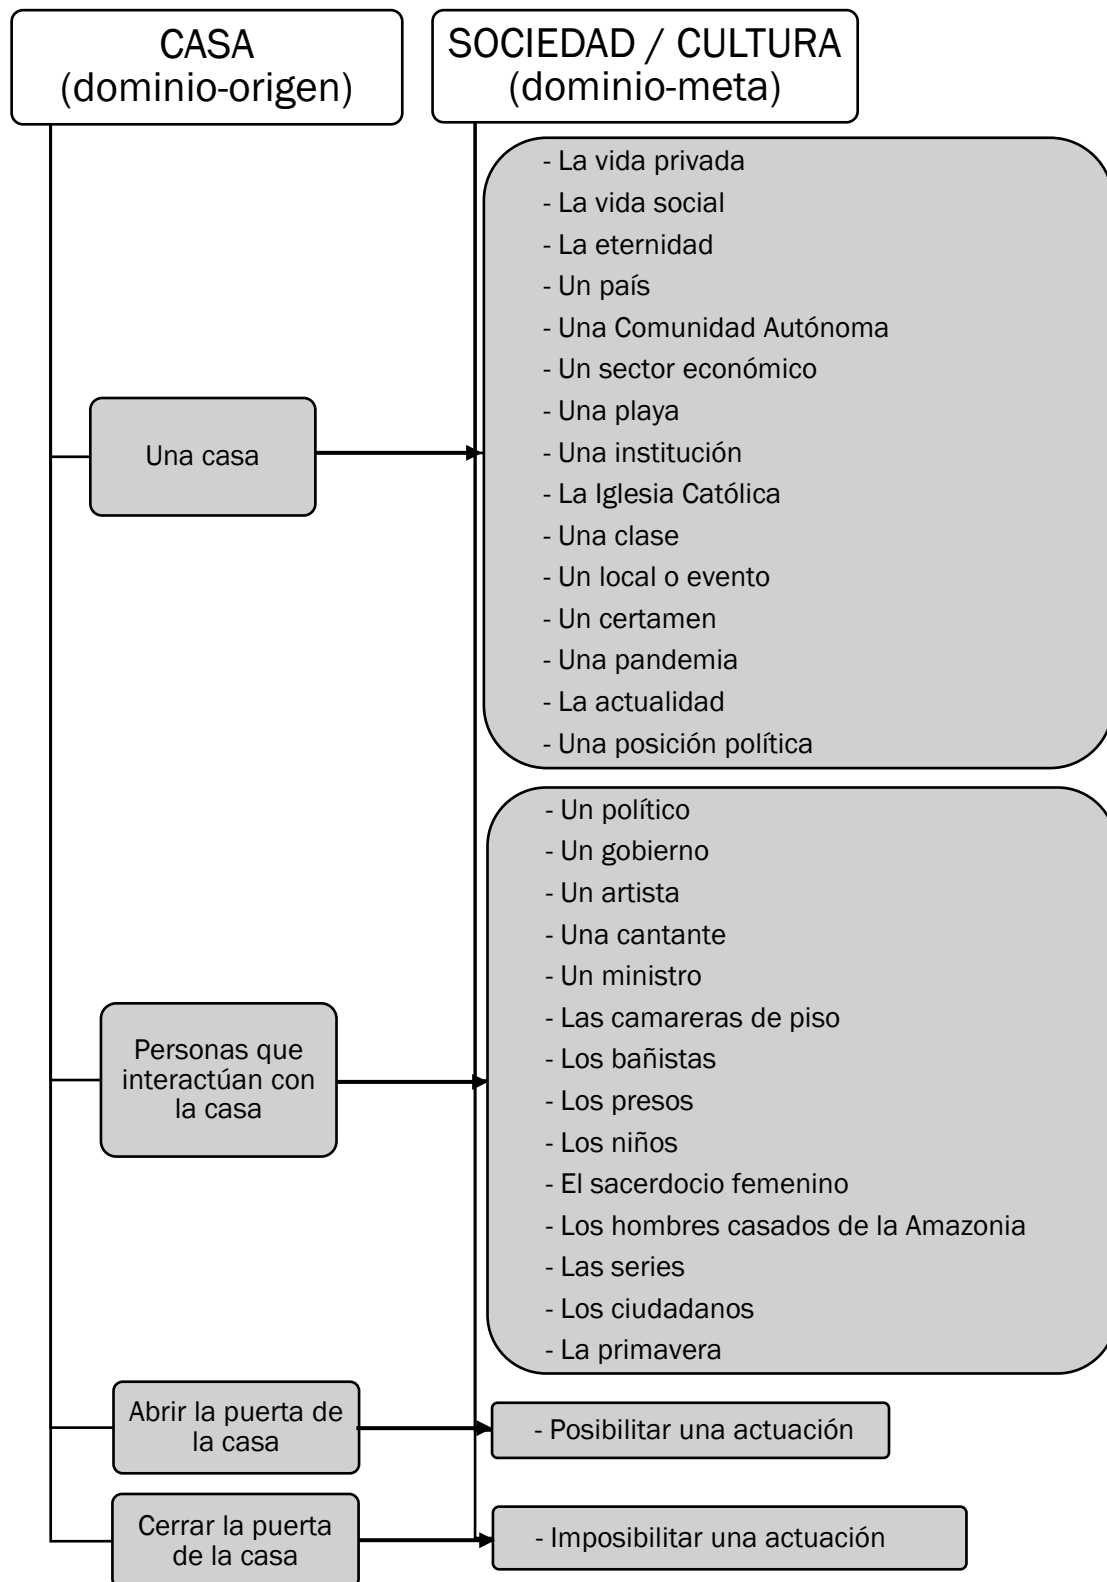 CASA
(dominio-origen)
SOCIEDAD / CULTURA
(dominio-meta)
Una casa
- La vida privada
- La vida social
- La eternidad
- Un país
- Una Comunidad Autónoma
- Un sector económico
- Una playa
- Una institución
- La Iglesia Católica
- Una clase
- Un local o evento
- Un certamen
- Una pandemia
- La actualidad
- Una posición política
Personas que
interactúan con
la casa
- Un político
- Un gobierno
- Un artista
- Una cantante
- Un ministro
- Las camareras de piso
- Los bañistas
- Los presos
- Los niños
- El sacerdocio femenino
- Los hombres casados de la Amazonia
- Las series
- Los ciudadanos
- La primavera
Abrir la puerta de
la casa
- Posibilitar una actuación
Cerrar la puerta
de la casa
- Imposibilitar una actuación